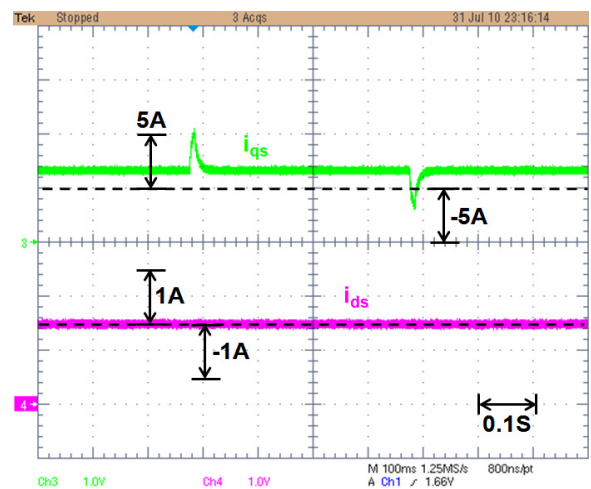 Tek Stopped 3 Acqs 31 Jul 10 23:16:14
5A
iqs
-5A
3
1A
ids
-1A
4
0.1S
M 100ms 1.25MS/s 800ns/pt
Ch3 1.0V Ch4 1.0V A Ch1 / 1.66V